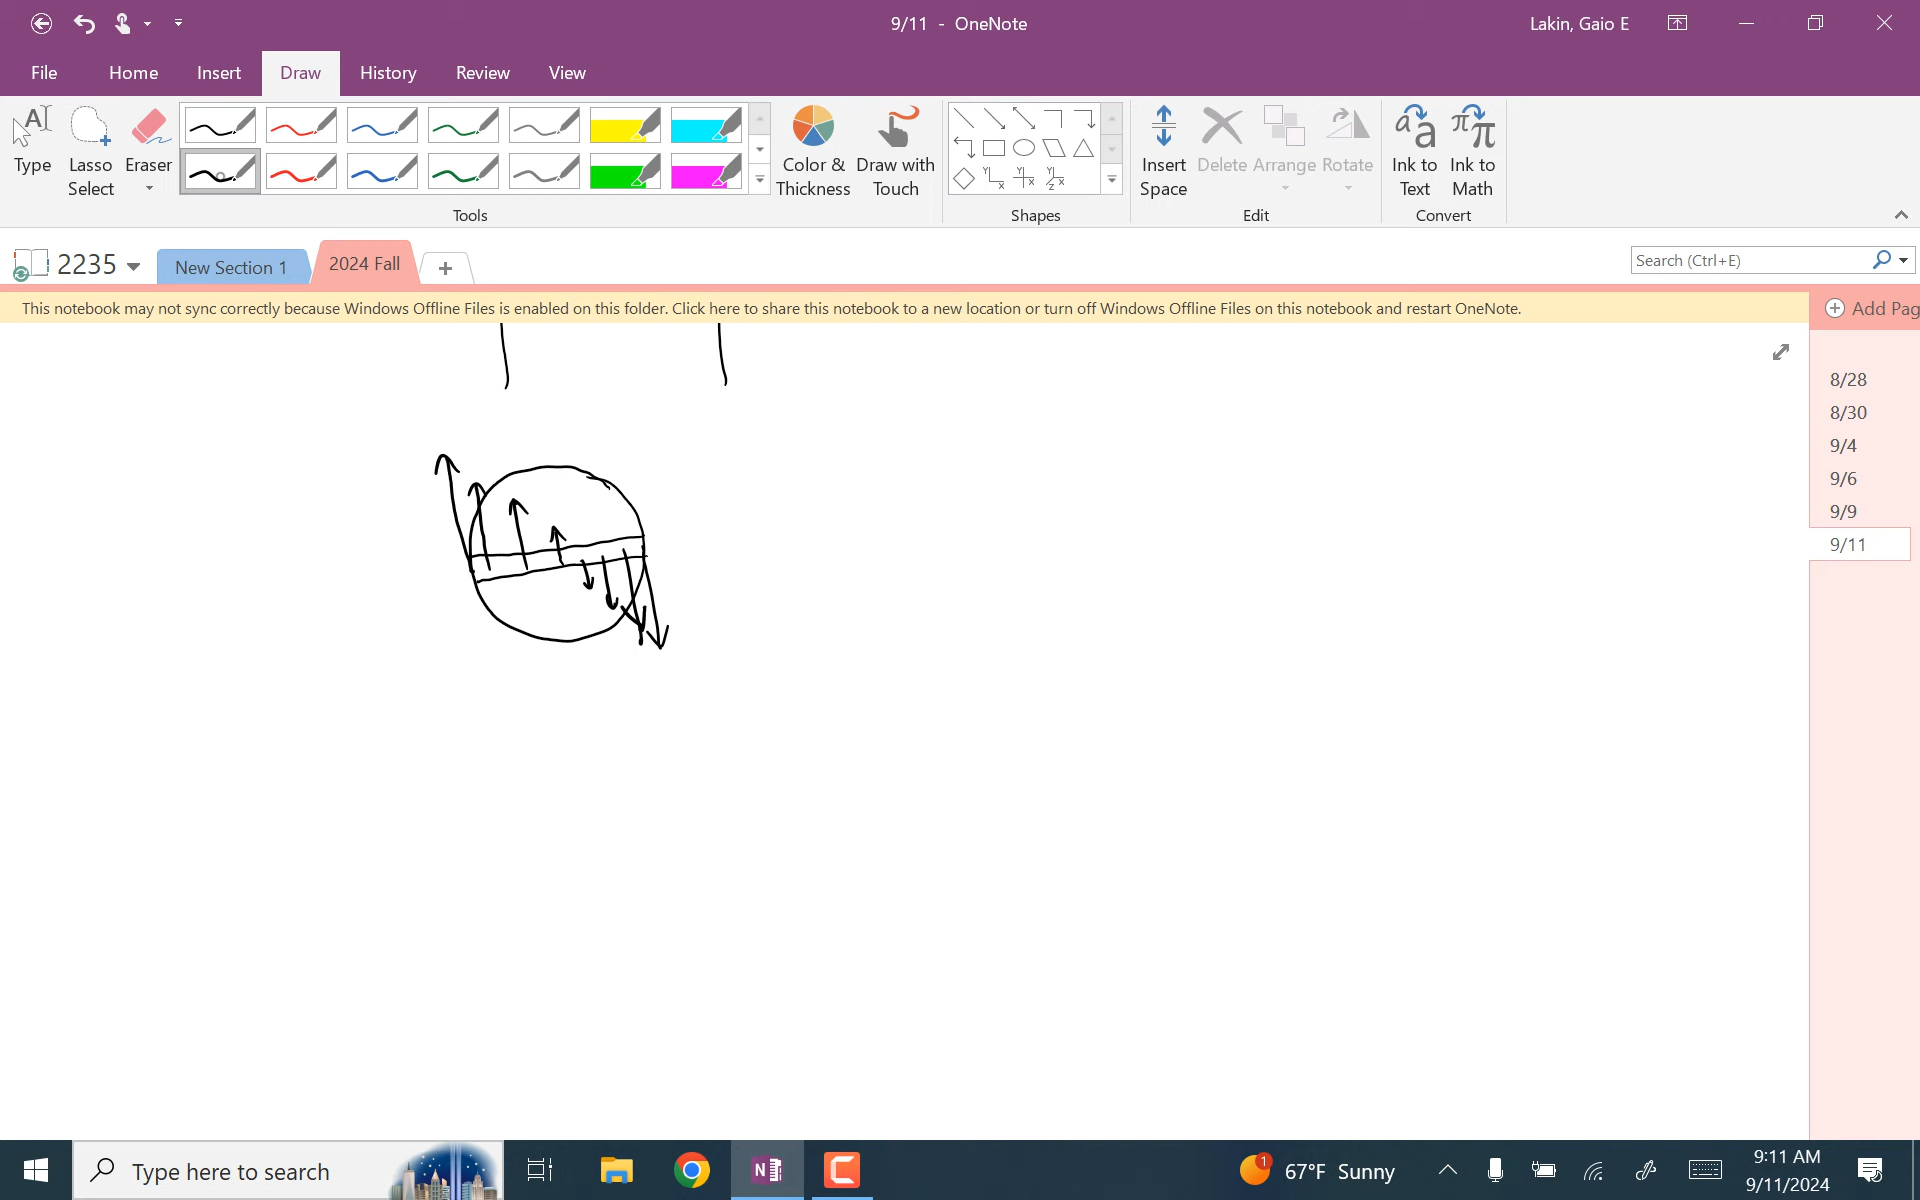 9/11 - OneNote
Lakin, Gaio E
File Home Insert Draw History Review View
Type
Lasso Select
Eraser
Color & Thickness
Draw with Touch
Insert Space
Delete
Arrange
Rotate
Ink to Text
Ink to Math
Tools Shapes Edit Convert
2235 New Section 1 2024 Fall +
Search (Ctrl+E)
This notebook may not sync correctly because Windows Offline Files is enabled on this folder. Click here to share this notebook to a new location or turn off Windows Offline Files on this notebook and restart OneNote.
Add Pag
8/28
8/30
9/4
9/6
9/9
9/11
Type here to search
1 67°F Sunny
9:11 AM
9/11/2024